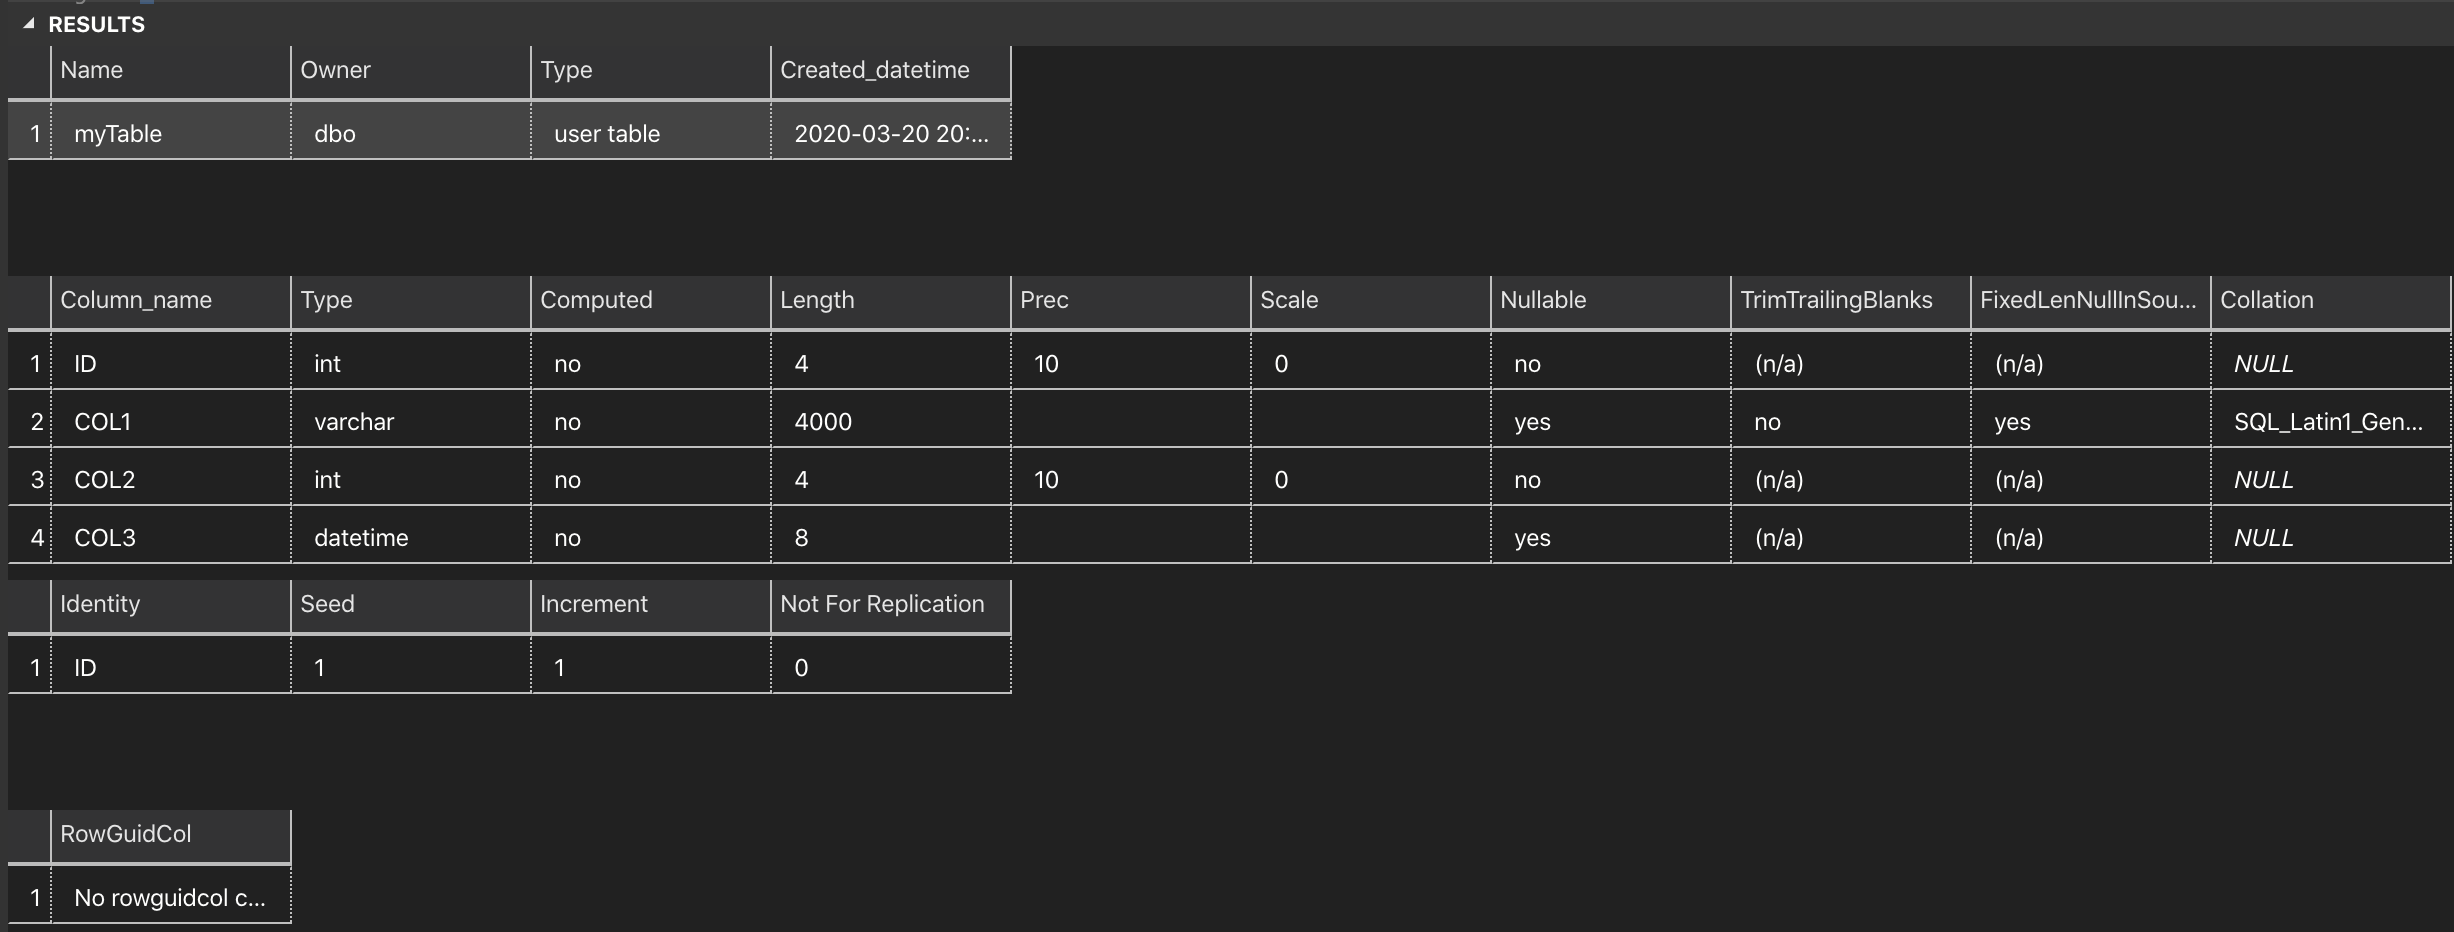 RESULTS
Name Owner Type Created_datetime
1 myTable dbo user table 2020-03-20 20:...
Column_name Type Computed Length Prec Scale Nullable TrimTrailingBlanks FixedLenNullInSou... Collation
1 ID int no 4 10 0 no (n/a) (n/a) NULL
2 COL1 varchar no 4000 yes no yes SQL_Latin1_Gen...
3 COL2 int no 4 10 0 no (n/a) (n/a) NULL
4 COL3 datetime no 8 yes (n/a) (n/a) NULL
Identity Seed Increment Not For Replication
1 ID 1 1 0
RowGuidCol
1 No rowguidcol c...